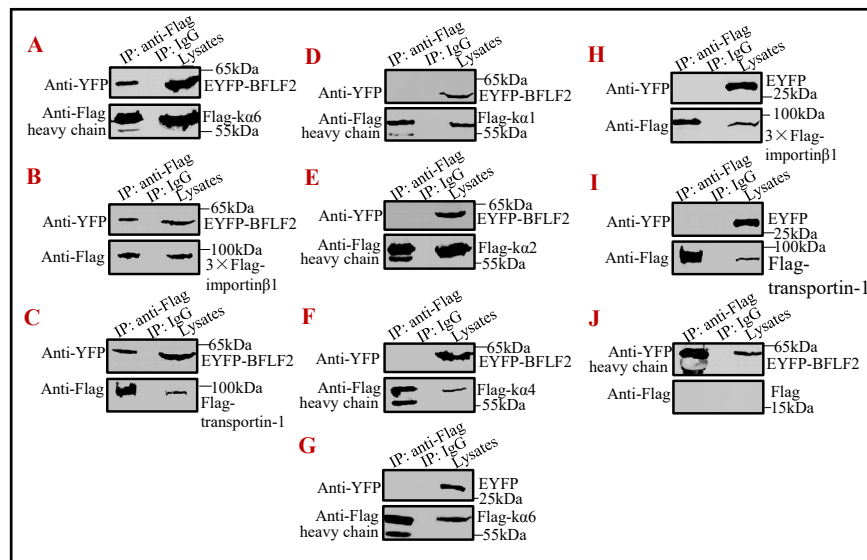 A
IP: anti-Flag
IP: IgG
Lysates
Anti-YFP
65kDa
EYFP-BFLF2
Anti-Flag
heavy chain
Flag-kα6
55kDa
B
IP: anti-Flag
IP: IgG
Lysates
Anti-YFP
65kDa
EYFP-BFLF2
Anti-Flag
100kDa
3×Flag-
importinβ1
C
IP: anti-Flag
IP: IgG
Lysates
Anti-YFP
65kDa
EYFP-BFLF2
Anti-Flag
100kDa
Flag-
transportin-1
D
IP: anti-Flag
IP: IgG
Lysates
Anti-YFP
65kDa
EYFP-BFLF2
Anti-Flag
heavy chain
Flag-kα1
55kDa
E
IP: anti-Flag
IP: IgG
Lysates
Anti-YFP
65kDa
EYFP-BFLF2
Anti-Flag
heavy chain
Flag-kα2
55kDa
F
IP: anti-Flag
IP: IgG
Lysates
Anti-YFP
65kDa
EYFP-BFLF2
Anti-Flag
heavy chain
Flag-kα4
55kDa
G
IP: anti-Flag
IP: IgG
Lysates
Anti-YFP
EYFP
25kDa
Anti-Flag
heavy chain
Flag-kα6
55kDa
H
IP: anti-Flag
IP: IgG
Lysates
Anti-YFP
EYFP
25kDa
Anti-Flag
100kDa
3×Flag-
importinβ1
I
IP: anti-Flag
IP: IgG
Lysates
Anti-YFP
EYFP
25kDa
Anti-Flag
100kDa
Flag-
transportin-1
J
IP: anti-Flag
IP: IgG
Lysates
Anti-YFP
heavy chain
65kDa
EYFP-BFLF2
Anti-Flag
Flag
15kDa